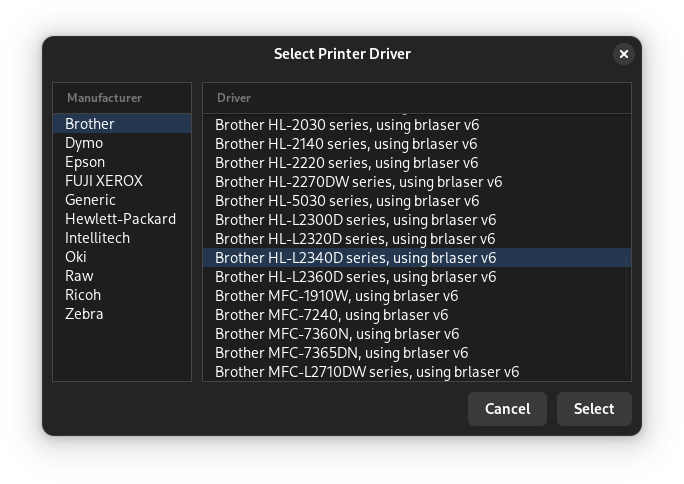 Select Printer Driver
Manufacturer
Brother
Dymo
Epson
FUJI XEROX
Generic
Hewlett-Packard
Intellitech
Oki
Raw
Ricoh
Zebra
Driver
Brother HL-2030 series, using brlaser v6
Brother HL-2140 series, using brlaser v6
Brother HL-2220 series, using brlaser v6
Brother HL-2270DW series, using brlaser v6
Brother HL-5030 series, using brlaser v6
Brother HL-L2300D series, using brlaser v6
Brother HL-L2320D series, using brlaser v6
Brother HL-L2340D series, using brlaser v6
Brother HL-L2360D series, using brlaser v6
Brother MFC-1910W, using brlaser v6
Brother MFC-7240, using brlaser v6
Brother MFC-7360N, using brlaser v6
Brother MFC-7365DN, using brlaser v6
Brother MFC-L2710DW series, using brlaser v6
Cancel
Select